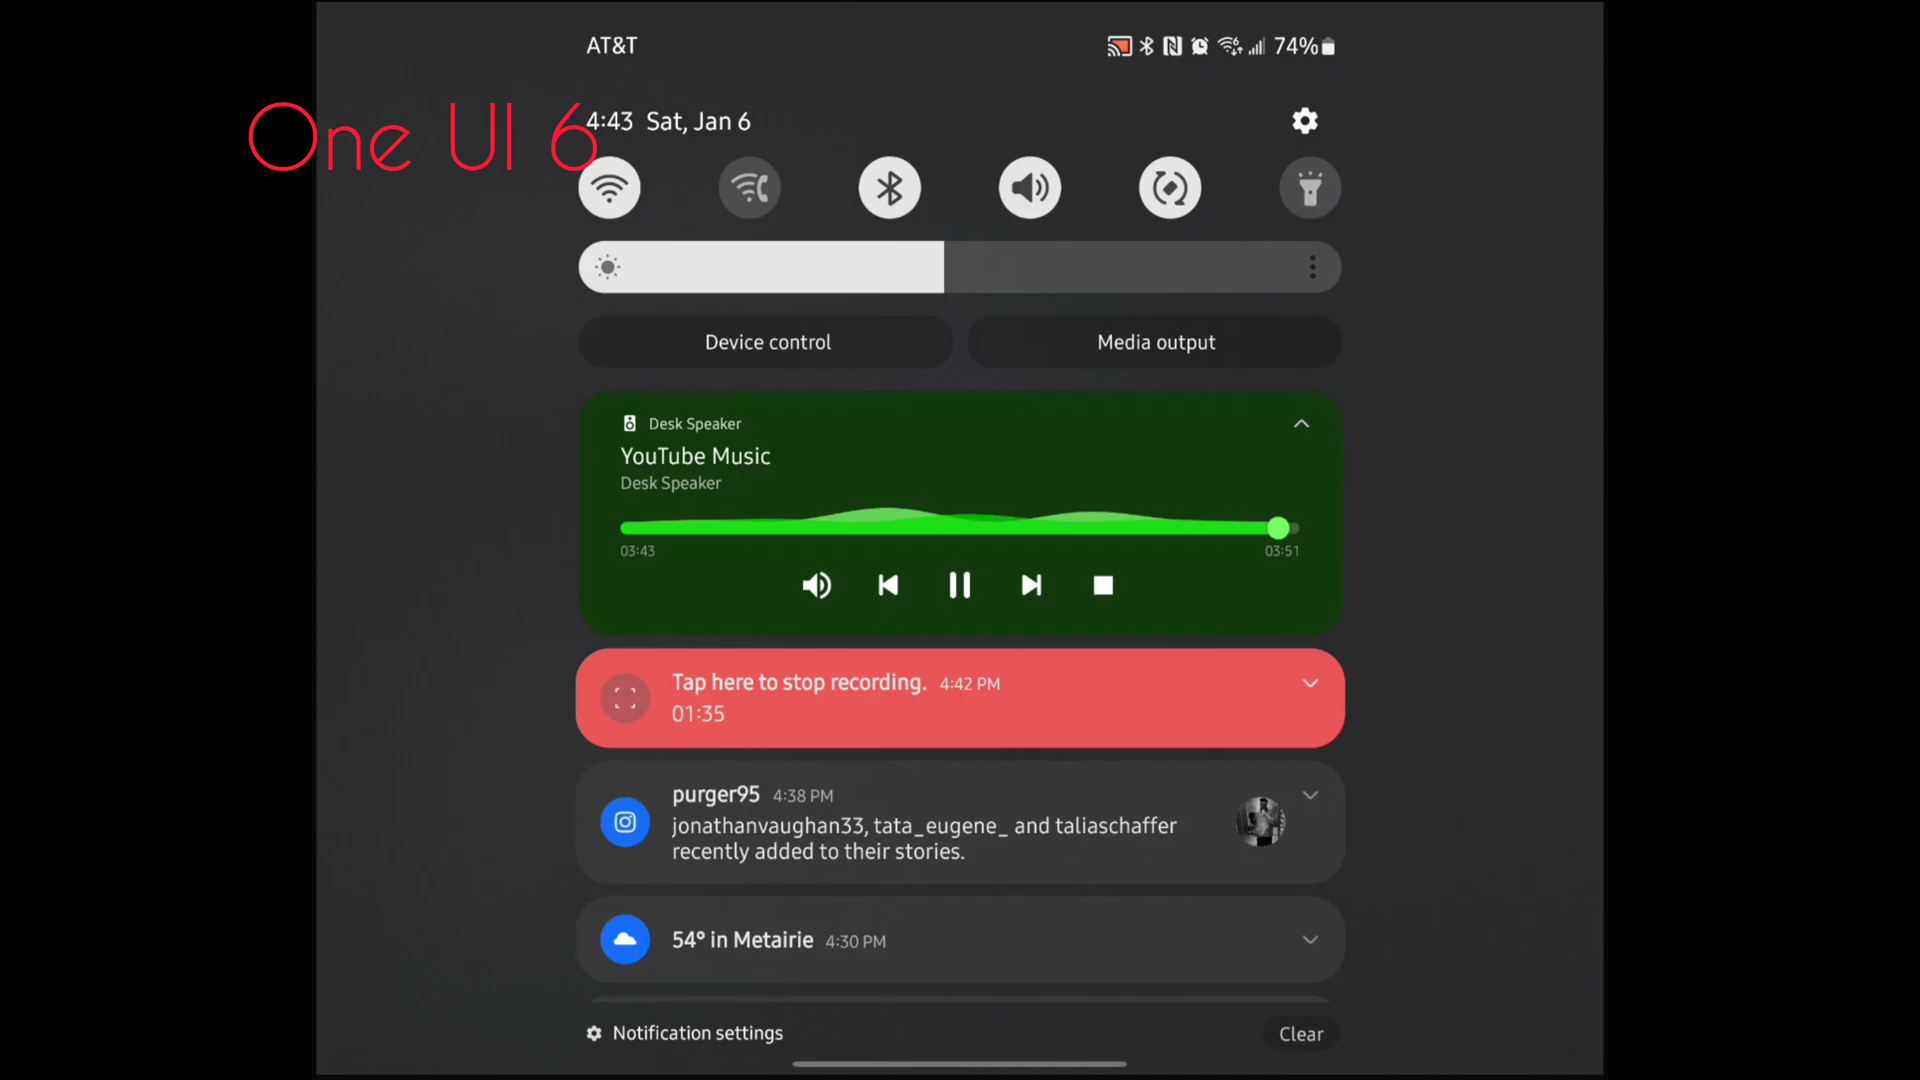 AT&T
74%
One UI 6
4:43 Sat, Jan 6
Device control
Media output
Desk Speaker
YouTube Music
Desk Speaker
03:43
03:51
Tap here to stop recording. 4:42 PM
01:35
purger95 4:38 PM
jonathanvaughan33, tata_eugene_ and taliaschaffer
recently added to their stories.
54° in Metairie 4:30 PM
Notification settings
Clear